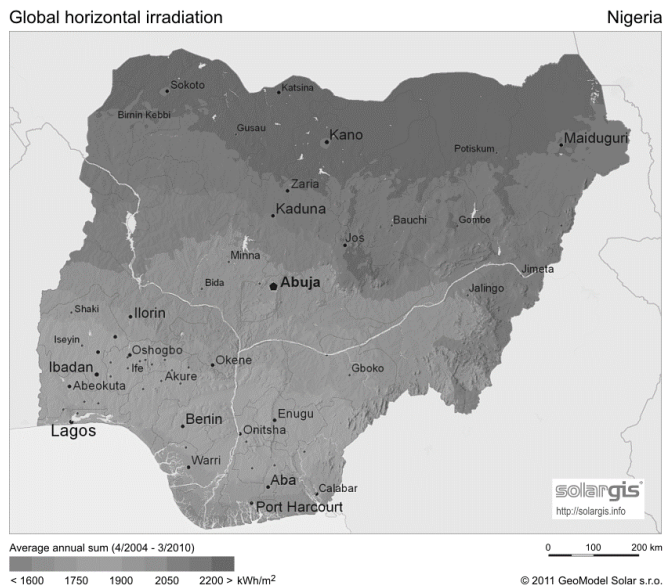 Global horizontal irradiation
Nigeria
Sokoto
Katsina
Birnin Kebbi
Gusau
Kano
Potiskum
Maiduguri
Zaria
Kaduna
Bauchi
Gombe
Jos
Minna
Jimeta
Bida
Abuja
Jalingo
Shaki
Ilorin
Iseyin
Oshogbo
Ibadan
Ife
Okene
Gboko
Akure
Abeokuta
Benin
Enugu
Lagos
Onitsha
Warri
Aba
Calabar
Port Harcourt
solargis
http://solargis.info
Average annual sum (4/2004 - 3/2010)
0 100 200 km
< 1600 1750 1900 2050 2200 > kWh/m²
© 2011 GeoModel Solar s.r.o.